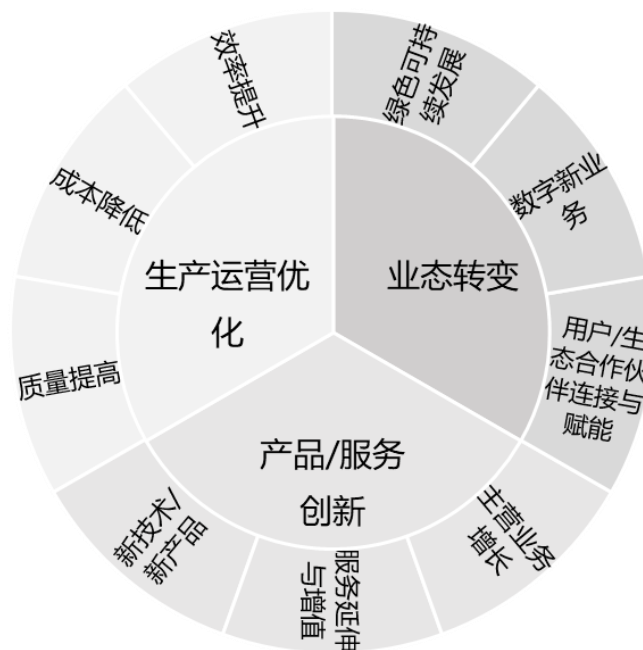 效率提升
绿色可持
续发展
成本降低
数字新业
务
生产运营优
化
业态转变
质量提高
用户/生
态合作伙
伴连接与
赋能
产品/服务
创新
新技术/
新产品
服务延伸
与增值
主营业务
增长